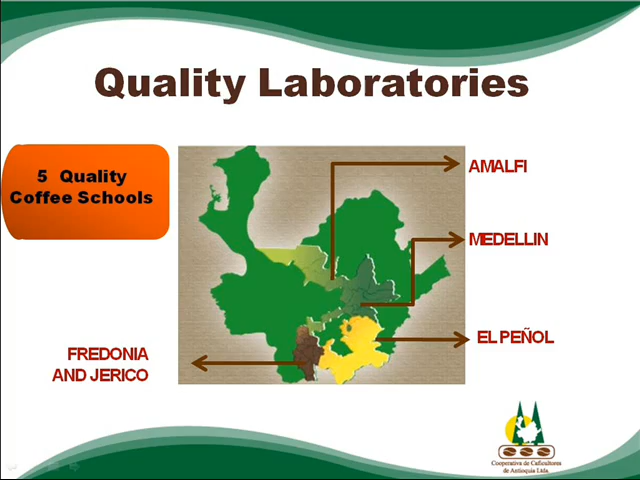 Quality Laboratories
5 Quality
Coffee Schools
AMALFI
MEDELLIN
EL PEÑOL
FREDONIA
AND JERICO
Cooperativa de Caficultores
de Antioquia Ltda.